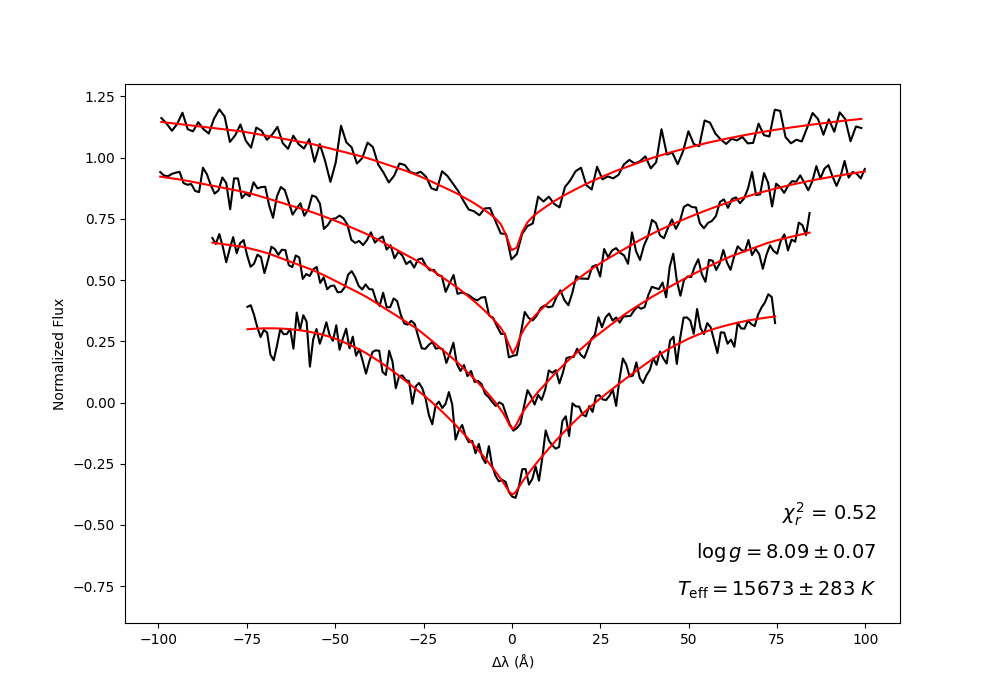 1.25
1.00
0.75
0.50
0.25
0.00
−0.25
−0.50
−0.75
Normalized Flux
χ²ᵣ = 0.52
log g = 8.09 ± 0.07
T_eff = 15673 ± 283 K
−100 −75 −50 −25 0 25 50 75 100
Δλ (Å)